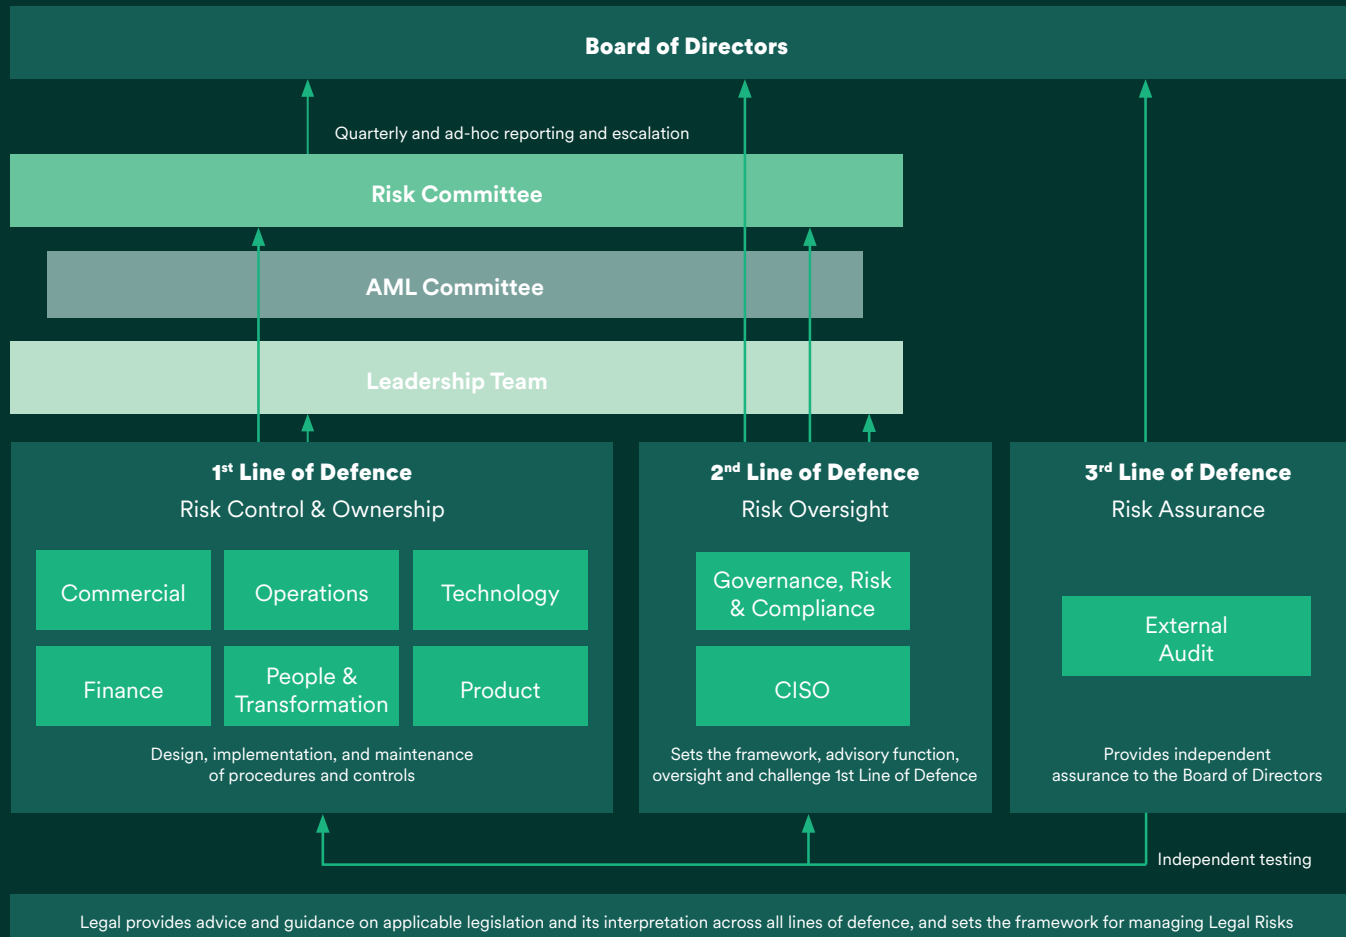 Board of Directors
Quarterly and ad-hoc reporting and escalation
Risk Committee
AML Committee
Leadership Team
1st Line of Defence
Risk Control & Ownership
Commercial
Operations
Technology
Finance
People &
Transformation
Product
Design, implementation, and maintenance
of procedures and controls
2nd Line of Defence
Risk Oversight
Governance, Risk
& Compliance
CISO
Sets the framework, advisory function,
oversight and challenge 1st Line of Defence
3rd Line of Defence
Risk Assurance
External
Audit
Provides independent
assurance to the Board of Directors
Independent testing
Legal provides advice and guidance on applicable legislation and its interpretation across all lines of defence, and sets the framework for managing Legal Risks